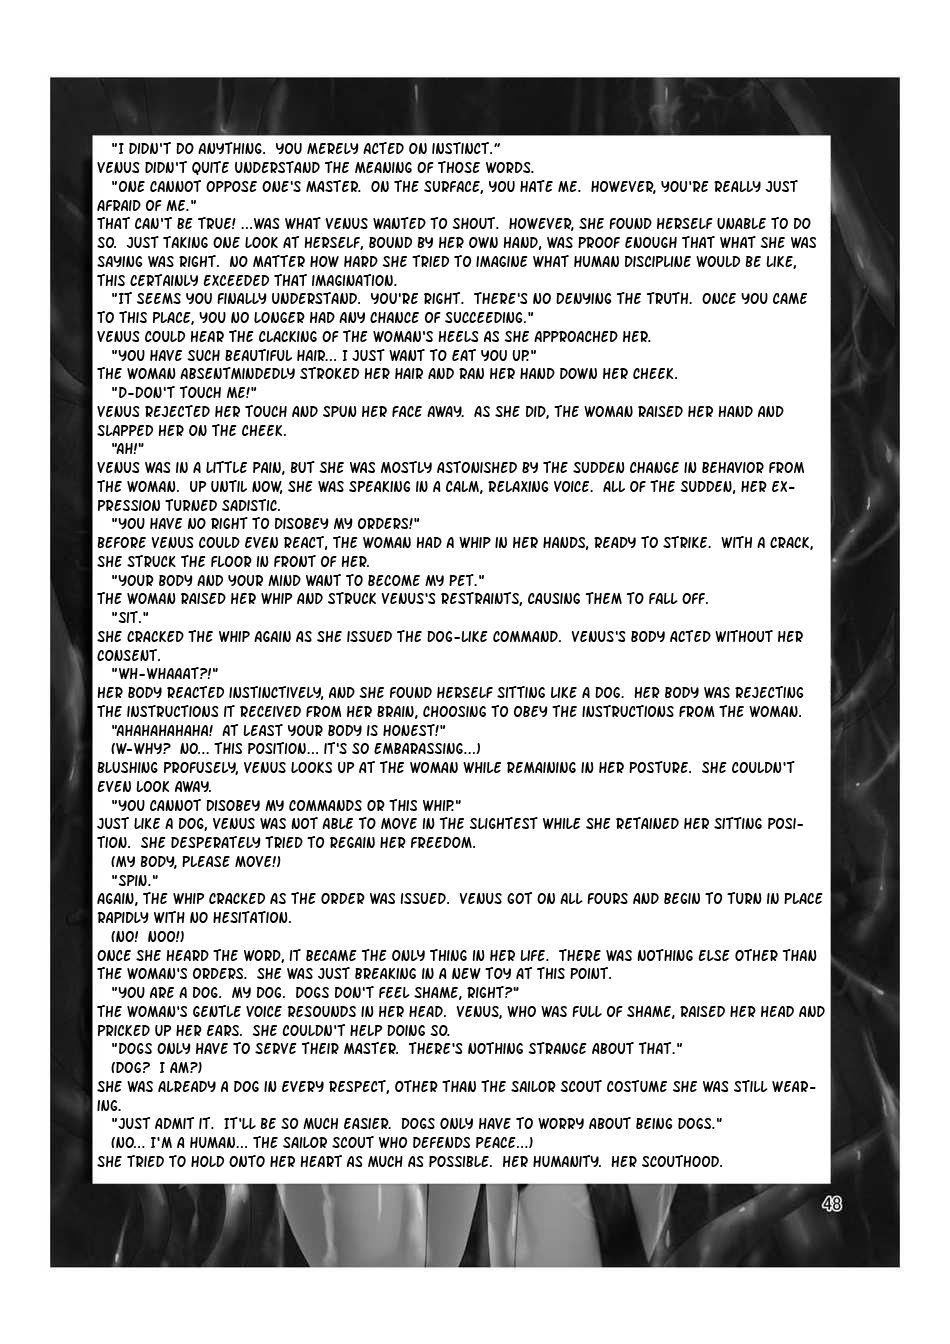 "I DIDN'T DO ANYTHING. YOU MERELY ACTED ON INSTINCT."
VENUS DIDN'T QUITE UNDERSTAND THE MEANING OF THOSE WORDS.
"ONE CANNOT OPPOSE ONE'S MASTER. ON THE SURFACE, YOU HATE ME. HOWEVER, YOU'RE REALLY JUST
AFRAID OF ME."
THAT CAN'T BE TRUE! ...WAS WHAT VENUS WANTED TO SHOUT. HOWEVER, SHE FOUND HERSELF UNABLE TO DO
SO. JUST TAKING ONE LOOK AT HERSELF, BOUND BY HER OWN HAND, WAS PROOF ENOUGH THAT WHAT SHE WAS
SAYING WAS RIGHT. NO MATTER HOW HARD SHE TRIED TO IMAGINE WHAT HUMAN DISCIPLINE WOULD BE LIKE,
THIS CERTAINLY EXCEEDED THAT IMAGINATION.
"IT SEEMS YOU FINALLY UNDERSTAND. YOU'RE RIGHT. THERE'S NO DENYING THE TRUTH. ONCE YOU CAME
TO THIS PLACE, YOU NO LONGER HAD ANY CHANCE OF SUCCEEDING."
VENUS COULD HEAR THE CLACKING OF THE WOMAN'S HEELS AS SHE APPROACHED HER.
"YOU HAVE SUCH BEAUTIFUL HAIR... I JUST WANT TO EAT YOU UP."
THE WOMAN ABSENTMINDEDLY STROKED HER HAIR AND RAN HER HAND DOWN HER CHEEK.
"D-DON'T TOUCH ME!"
VENUS REJECTED HER TOUCH AND SPUN HER FACE AWAY. AS SHE DID, THE WOMAN RAISED HER HAND AND
SLAPPED HER ON THE CHEEK.
"AH!"
VENUS WAS IN A LITTLE PAIN, BUT SHE WAS MOSTLY ASTONISHED BY THE SUDDEN CHANGE IN BEHAVIOR FROM
THE WOMAN. UP UNTIL NOW, SHE WAS SPEAKING IN A CALM, RELAXING VOICE. ALL OF THE SUDDEN, HER EX-
PRESSION TURNED SADISTIC.
"YOU HAVE NO RIGHT TO DISOBEY MY ORDERS!"
BEFORE VENUS COULD EVEN REACT, THE WOMAN HAD A WHIP IN HER HANDS, READY TO STRIKE. WITH A CRACK,
SHE STRUCK THE FLOOR IN FRONT OF HER.
"YOUR BODY AND YOUR MIND WANT TO BECOME MY PET."
THE WOMAN RAISED HER WHIP AND STRUCK VENUS'S RESTRAINTS, CAUSING THEM TO FALL OFF.
"SIT."
SHE CRACKED THE WHIP AGAIN AS SHE ISSUED THE DOG-LIKE COMMAND. VENUS'S BODY ACTED WITHOUT HER
CONSENT.
"WH-WHAAAT?!"
HER BODY REACTED INSTINCTIVELY, AND SHE FOUND HERSELF SITTING LIKE A DOG. HER BODY WAS REJECTING
THE INSTRUCTIONS IT RECEIVED FROM HER BRAIN, CHOOSING TO OBEY THE INSTRUCTIONS FROM THE WOMAN.
"AHAHAHAHAHA! AT LEAST YOUR BODY IS HONEST!"
(W-WHY? NO... THIS POSITION... IT'S SO EMBARASSING...)
BLUSHING PROFUSELY, VENUS LOOKS UP AT THE WOMAN WHILE REMAINING IN HER POSTURE. SHE COULDN'T
EVEN LOOK AWAY.
"YOU CANNOT DISOBEY MY COMMANDS OR THIS WHIP."
JUST LIKE A DOG, VENUS WAS NOT ABLE TO MOVE IN THE SLIGHTEST WHILE SHE RETAINED HER SITTING POSI-
TION. SHE DESPERATELY TRIED TO REGAIN HER FREEDOM.
(MY BODY, PLEASE MOVE!)
"SPIN."
AGAIN, THE WHIP CRACKED AS THE ORDER WAS ISSUED. VENUS GOT ON ALL FOURS AND BEGIN TO TURN IN PLACE
RAPIDLY WITH NO HESITATION.
(NO! NOO!)
ONCE SHE HEARD THE WORD, IT BECAME THE ONLY THING IN HER LIFE. THERE WAS NOTHING ELSE OTHER THAN
THE WOMAN'S ORDERS. SHE WAS JUST BREAKING IN A NEW TOY AT THIS POINT.
"YOU ARE A DOG. MY DOG. DOGS DON'T FEEL SHAME, RIGHT?"
THE WOMAN'S GENTLE VOICE RESOUNDS IN HER HEAD. VENUS, WHO WAS FULL OF SHAME, RAISED HER HEAD AND
PRICKED UP HER EARS. SHE COULDN'T HELP DOING SO.
"DOGS ONLY HAVE TO SERVE THEIR MASTER. THERE'S NOTHING STRANGE ABOUT THAT."
(DOG? I AM?)
SHE WAS ALREADY A DOG IN EVERY RESPECT, OTHER THAN THE SAILOR SCOUT COSTUME SHE WAS STILL WEAR-
ING.
"JUST ADMIT IT. IT'LL BE SO MUCH EASIER. DOGS ONLY HAVE TO WORRY ABOUT BEING DOGS."
(NO... I'M A HUMAN... THE SAILOR SCOUT WHO DEFENDS PEACE...)
SHE TRIED TO HOLD ONTO HER HEART AS MUCH AS POSSIBLE. HER HUMANITY. HER SCOUTHOOD.
48